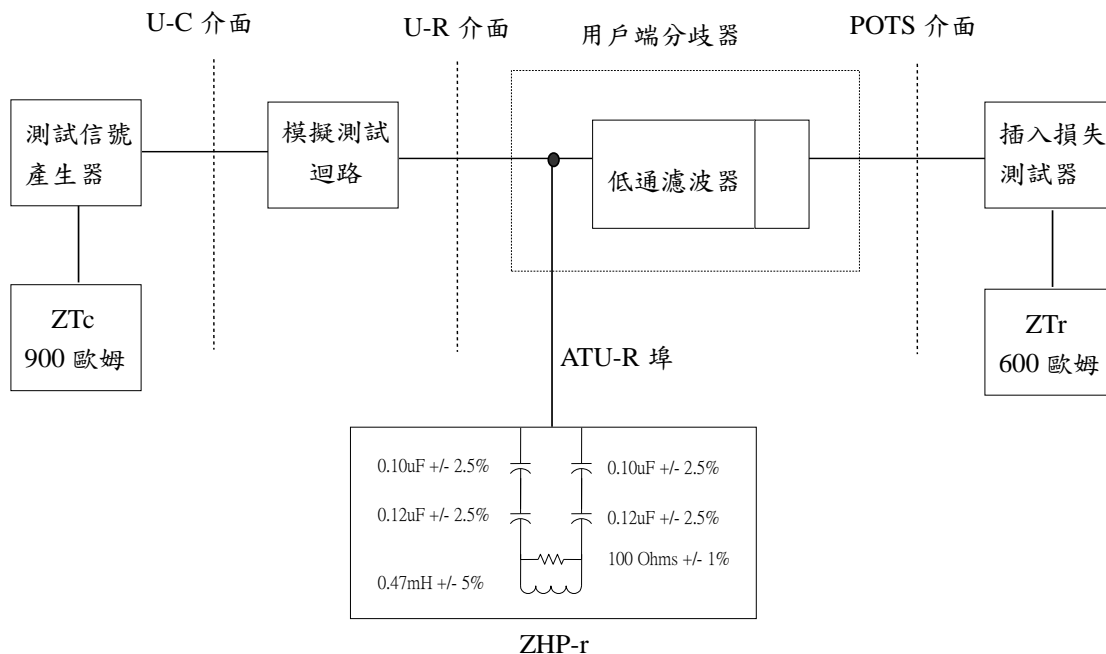 U-C 介面
U-R 介面
用戶端分歧器
POTS 介面
測試信號
產生器
模擬測試
迴路
低通濾波器
插入損失
測試器
ZTc
900 歐姆
ZTr
600 歐姆
ATU-R 埠
0.10uF +/- 2.5%
0.10uF +/- 2.5%
0.12uF +/- 2.5%
0.12uF +/- 2.5%
100 Ohms +/- 1%
0.47mH +/- 5%
ZHP-r